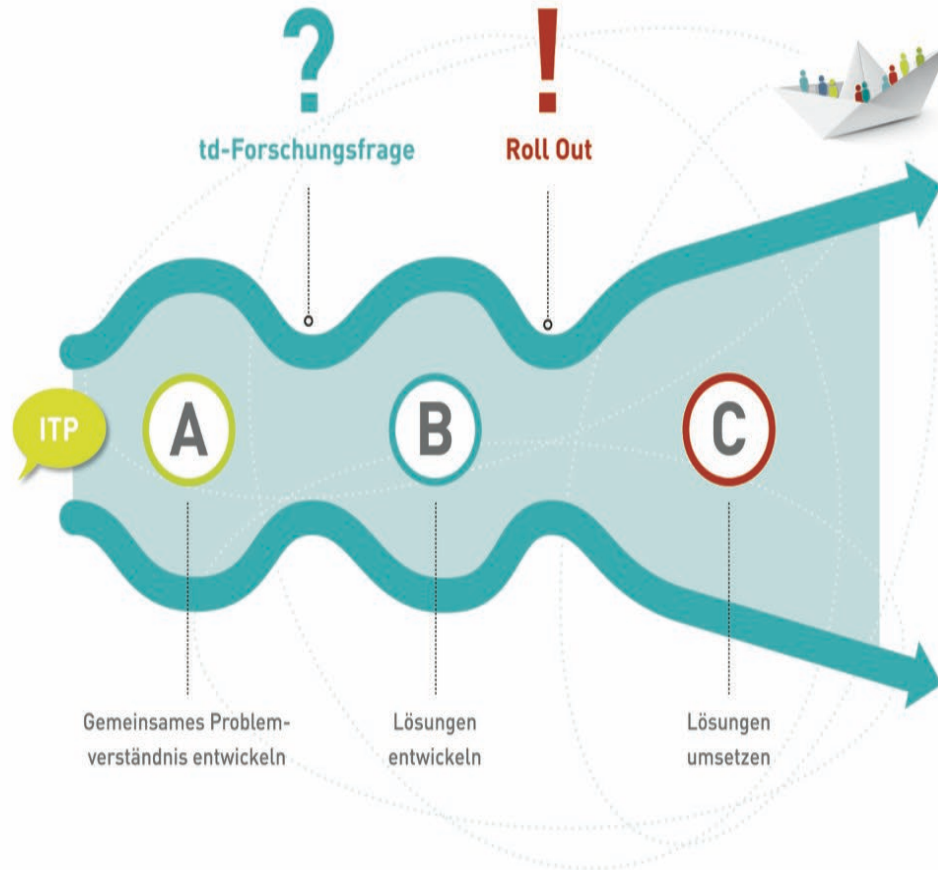 ?
!
td-Forschungsfrage
Roll Out
ITP
A
B
C
Gemeinsames Problem-
verständnis entwickeln
Lösungen
entwickeln
Lösungen
umsetzen